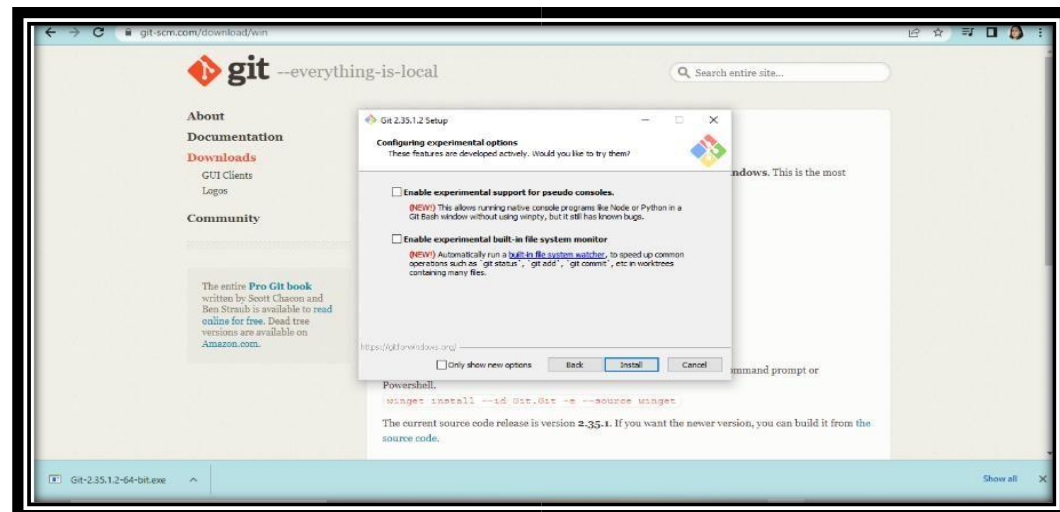 git-scm.com/download/win
git --everything-is-local
Search entire site...
About
Documentation
Downloads
GUI Clients
Logos
Community
The entire Pro Git book
written by Scott Chacon and
Ben Straub is available to read
online for free. Dead tree
versions are available on
Amazon.com.
Git 2.35.1.2 Setup
Configuring experimental options
These features are developed actively. Would you like to try them?
Enable experimental support for pseudo consoles.
(NEW!) This allows running native console programs like Node or Python in a
Git Bash window without using winpty, but it still has known bugs.
Enable experimental built-in file system monitor
(NEW!) Automatically run a built-in file system watcher, to speed up common
operations such as `git status`, `git add`, `git commit`, etc in worktrees
containing many files.
https://gitforwindows.org/
Only show new options
Back
Install
Cancel
ndows. This is the most
ommand prompt or
Powershell.
winget install --id Git.Git -e --source winget
The current source code release is version 2.35.1. If you want the newer version, you can build it from the
source code.
Git-2.35.1.2-64-bit.exe
Show all